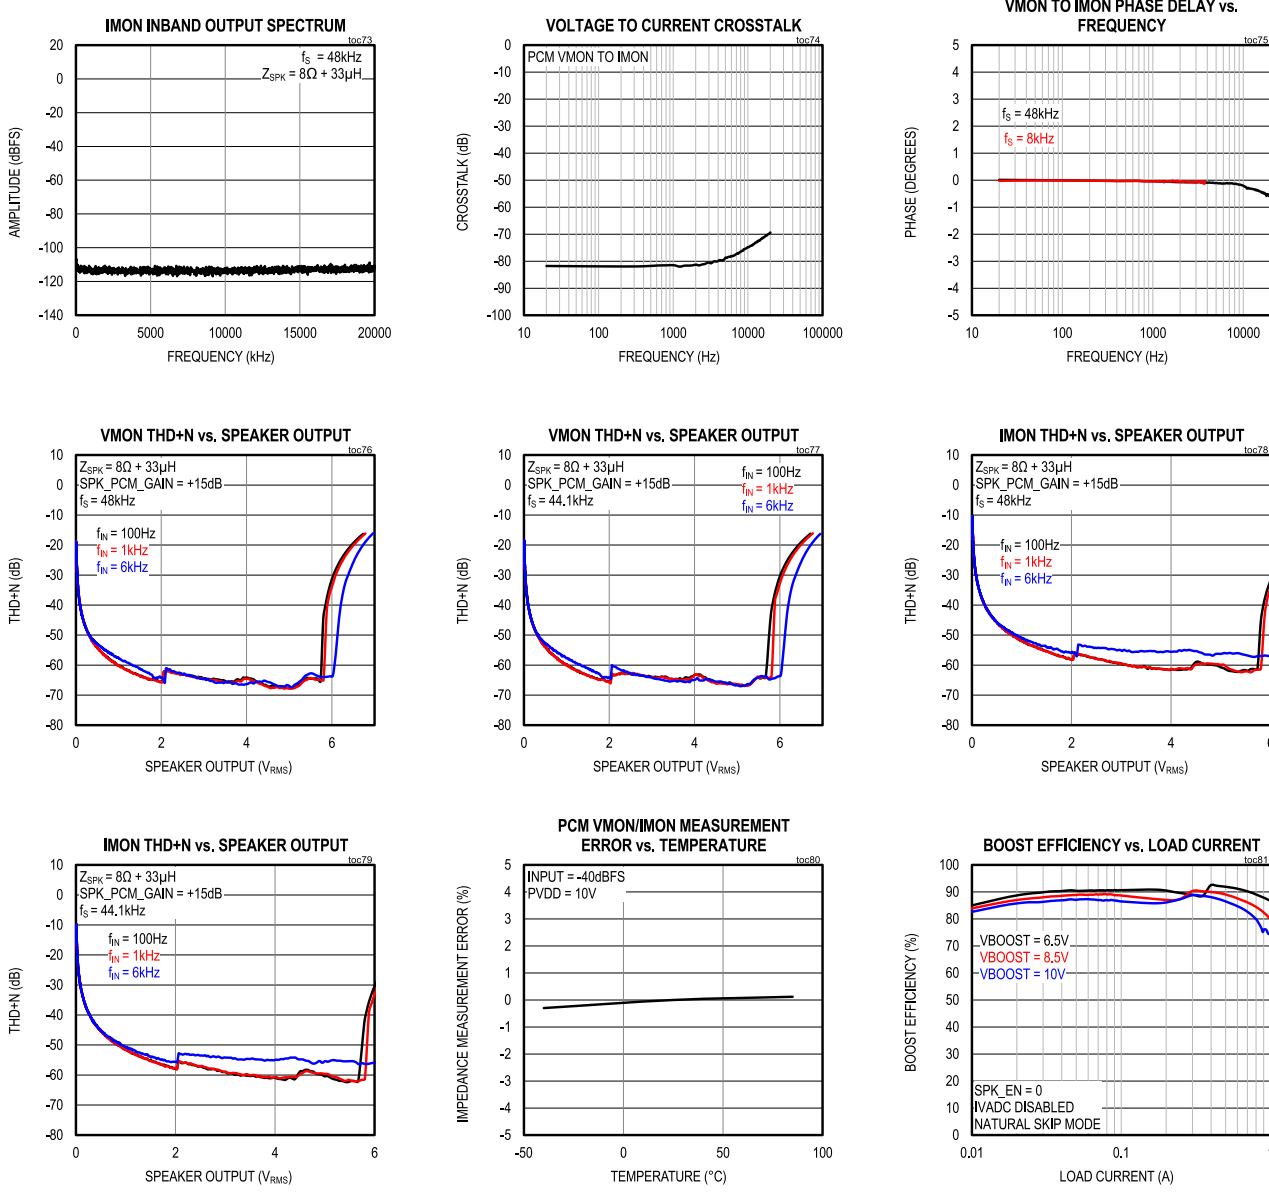 IMON INBAND OUTPUT SPECTRUM
toc73
fS = 48kHz
ZSPK = 8Ω + 33µH
AMPLITUDE (dBFS)
20
0
-20
-40
-60
-80
-100
-120
-140
0 5000 10000 15000 20000
FREQUENCY (kHz)
VOLTAGE TO CURRENT CROSSTALK
toc74
PCM VMON TO IMON
CROSSTALK (dB)
0
-10
-20
-30
-40
-50
-60
-70
-80
-90
-100
10 100 1000 10000 100000
FREQUENCY (Hz)
VMON TO IMON PHASE DELAY vs.
FREQUENCY
toc75
fS = 48kHz
fS = 8kHz
PHASE (DEGREES)
5
4
3
2
1
0
-1
-2
-3
-4
-5
10 100 1000 10000
FREQUENCY (Hz)
VMON THD+N vs. SPEAKER OUTPUT
toc76
ZSPK = 8Ω + 33µH
SPK_PCM_GAIN = +15dB
fS = 48kHz
fIN = 100Hz
fIN = 1kHz
fIN = 6kHz
THD+N (dB)
10
0
-10
-20
-30
-40
-50
-60
-70
-80
0 2 4 6
SPEAKER OUTPUT (VRMS)
VMON THD+N vs. SPEAKER OUTPUT
toc77
ZSPK = 8Ω + 33µH
SPK_PCM_GAIN = +15dB
fS = 44.1kHz
fIN = 100Hz
fIN = 1kHz
fIN = 6kHz
THD+N (dB)
10
0
-10
-20
-30
-40
-50
-60
-70
-80
0 2 4 6
SPEAKER OUTPUT (VRMS)
IMON THD+N vs. SPEAKER OUTPUT
toc78
ZSPK = 8Ω + 33µH
SPK_PCM_GAIN = +15dB
fS = 48kHz
fIN = 100Hz
fIN = 1kHz
fIN = 6kHz
THD+N (dB)
10
0
-10
-20
-30
-40
-50
-60
-70
-80
0 2 4 6
SPEAKER OUTPUT (VRMS)
IMON THD+N vs. SPEAKER OUTPUT
toc79
ZSPK = 8Ω + 33µH
SPK_PCM_GAIN = +15dB
fS = 44.1kHz
fIN = 100Hz
fIN = 1kHz
fIN = 6kHz
THD+N (dB)
10
0
-10
-20
-30
-40
-50
-60
-70
-80
0 2 4 6
SPEAKER OUTPUT (VRMS)
PCM VMON/IMON MEASUREMENT
ERROR vs. TEMPERATURE
toc80
INPUT = -40dBFS
PVDD = 10V
IMPEDANCE MEASUREMENT ERROR (%)
5
4
3
2
1
0
-1
-2
-3
-4
-5
-50 0 50 100
TEMPERATURE (°C)
BOOST EFFICIENCY vs. LOAD CURRENT
toc81
VBOOST = 6.5V
VBOOST = 8.5V
VBOOST = 10V
SPK_EN = 0
IVADC DISABLED
NATURAL SKIP MODE
BOOST EFFICIENCY (%)
100
90
80
70
60
50
40
30
20
10
0
0.01 0.1
LOAD CURRENT (A)